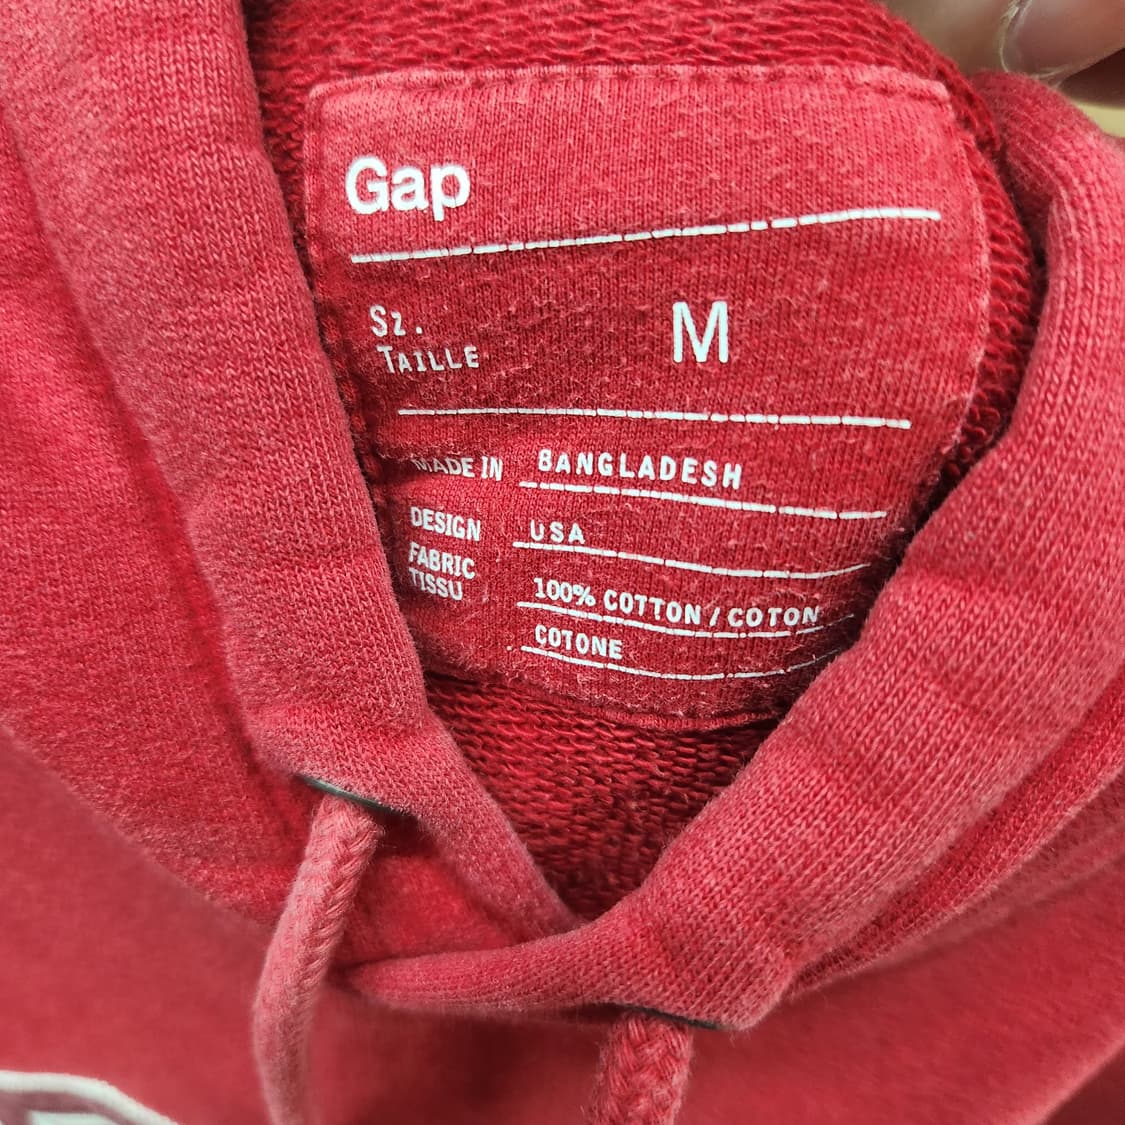 Gap
Sz.
TAILLE
M
MADE IN BANGLADESH
DESIGN USA
FABRIC
TISSU
100% COTTON / COTON
COTONE